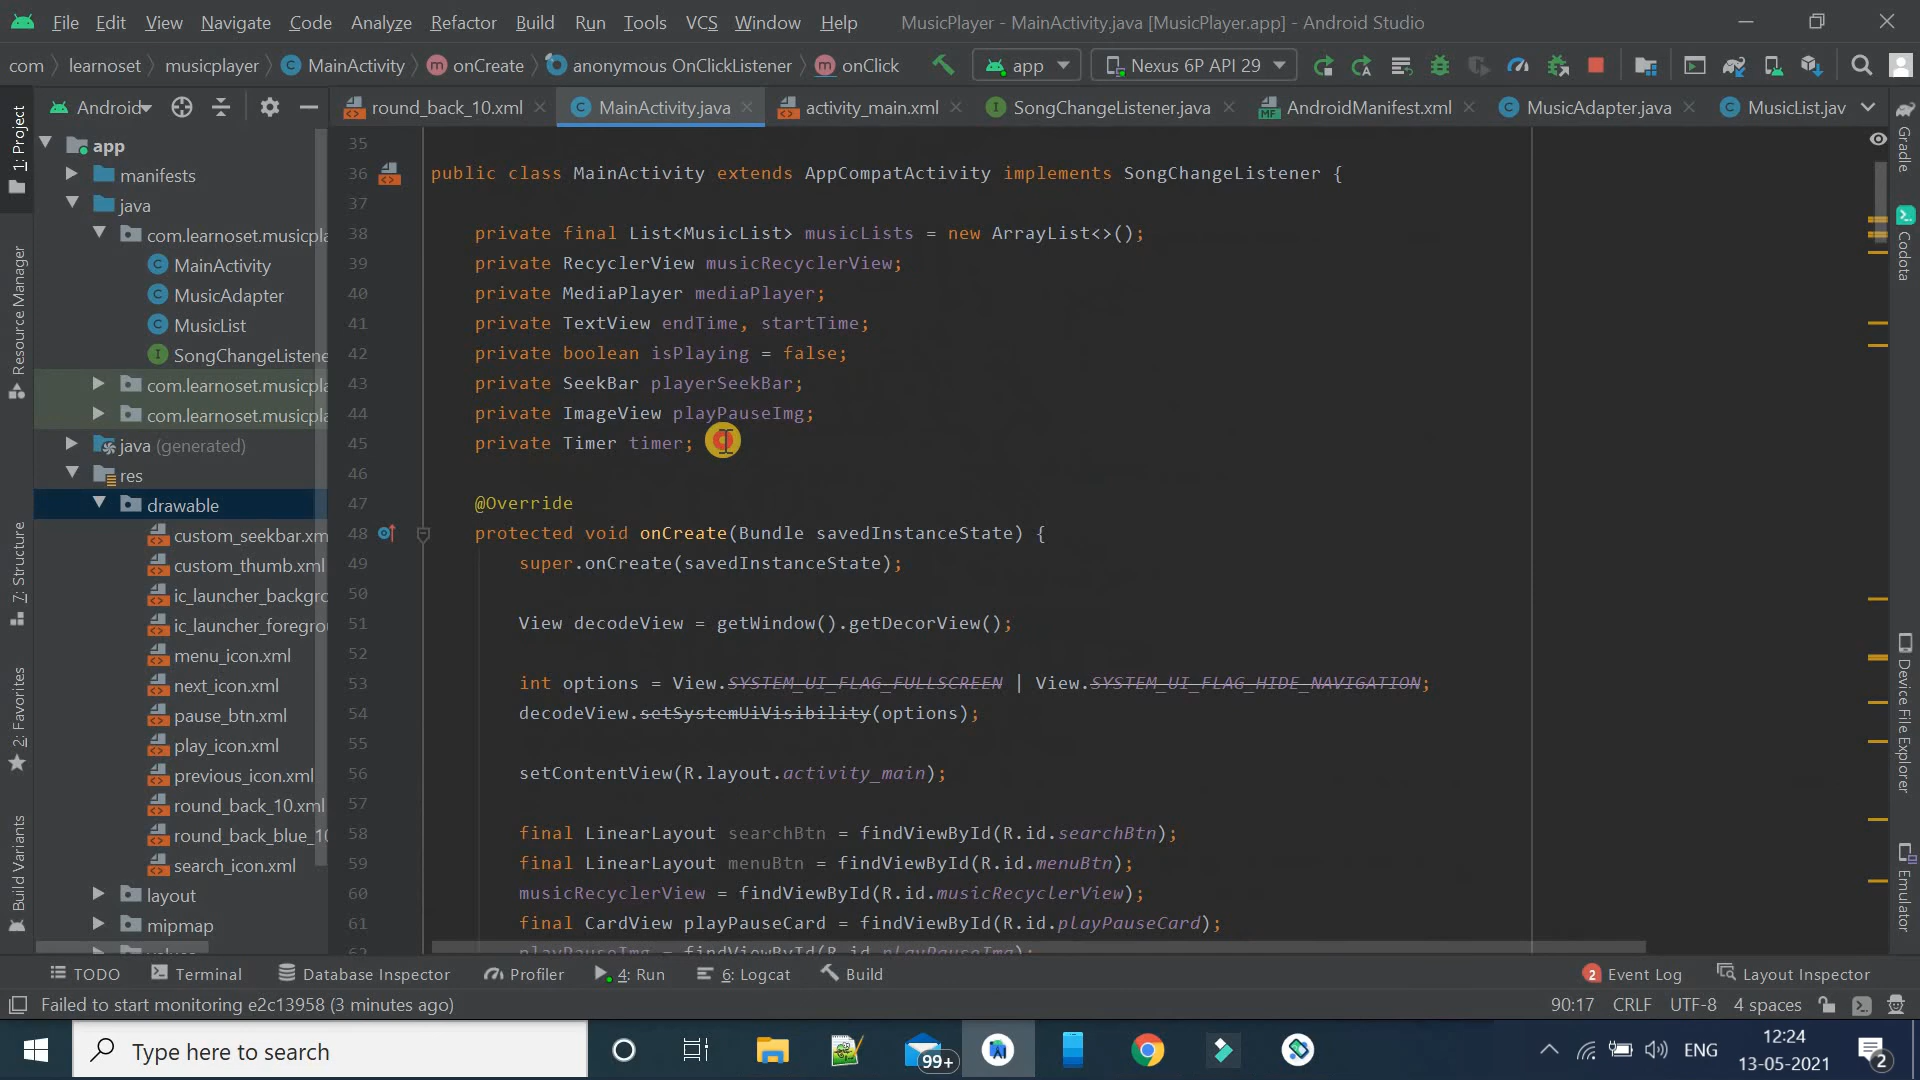 File Edit View Navigate Code Analyze Refactor Build Run Tools VCS Window Help MusicPlayer - MainActivity.java [MusicPlayer.app] - Android Studio
com learnoset musicplayer MainActivity onCreate anonymous OnClickListener onClick app Nexus 6P API 29
Android round_back_10.xml MainActivity.java activity_main.xml SongChangeListener.java AndroidManifest.xml MusicAdapter.java MusicList.jav
1: Project
Resource Manager
7: Structure
2: Favorites
Build Variants
app
manifests
java
com.learnoset.musicpla
MainActivity
MusicAdapter
MusicList
SongChangeListene
com.learnoset.musicpla
com.learnoset.musicpla
java (generated)
res
drawable
custom_seekbar.xm
custom_thumb.xml
ic_launcher_backgro
ic_launcher_foregrou
menu_icon.xml
next_icon.xml
pause_btn.xml
play_icon.xml
previous_icon.xml
round_back_10.xml
round_back_blue_10
search_icon.xml
layout
mipmap
35
36 public class MainActivity extends AppCompatActivity implements SongChangeListener {
37
38 private final List<MusicList> musicLists = new ArrayList<>();
39 private RecyclerView musicRecyclerView;
40 private MediaPlayer mediaPlayer;
41 private TextView endTime, startTime;
42 private boolean isPlaying = false;
43 private SeekBar playerSeekBar;
44 private ImageView playPauseImg;
45 private Timer timer;
46
47 @Override
48 protected void onCreate(Bundle savedInstanceState) {
49 super.onCreate(savedInstanceState);
50
51 View decodeView = getWindow().getDecorView();
52
53 int options = View.SYSTEM_UI_FLAG_FULLSCREEN | View.SYSTEM_UI_FLAG_HIDE_NAVIGATION;
54 decodeView.setSystemUiVisibility(options);
55
56 setContentView(R.layout.activity_main);
57
58 final LinearLayout searchBtn = findViewById(R.id.searchBtn);
59 final LinearLayout menuBtn = findViewById(R.id.menuBtn);
60 musicRecyclerView = findViewById(R.id.musicRecyclerView);
61 final CardView playPauseCard = findViewById(R.id.playPauseCard);
62 playPauseImg = findViewById(R.id.playPauseImg);
Gradle
Codota
Device File Explorer
Emulator
TODO Terminal Database Inspector Profiler 4: Run 6: Logcat Build 2 Event Log Layout Inspector
Failed to start monitoring e2c13958 (3 minutes ago) 90:17 CRLF UTF-8 4 spaces
Type here to search 99+ ENG 12:24
13-05-2021 2